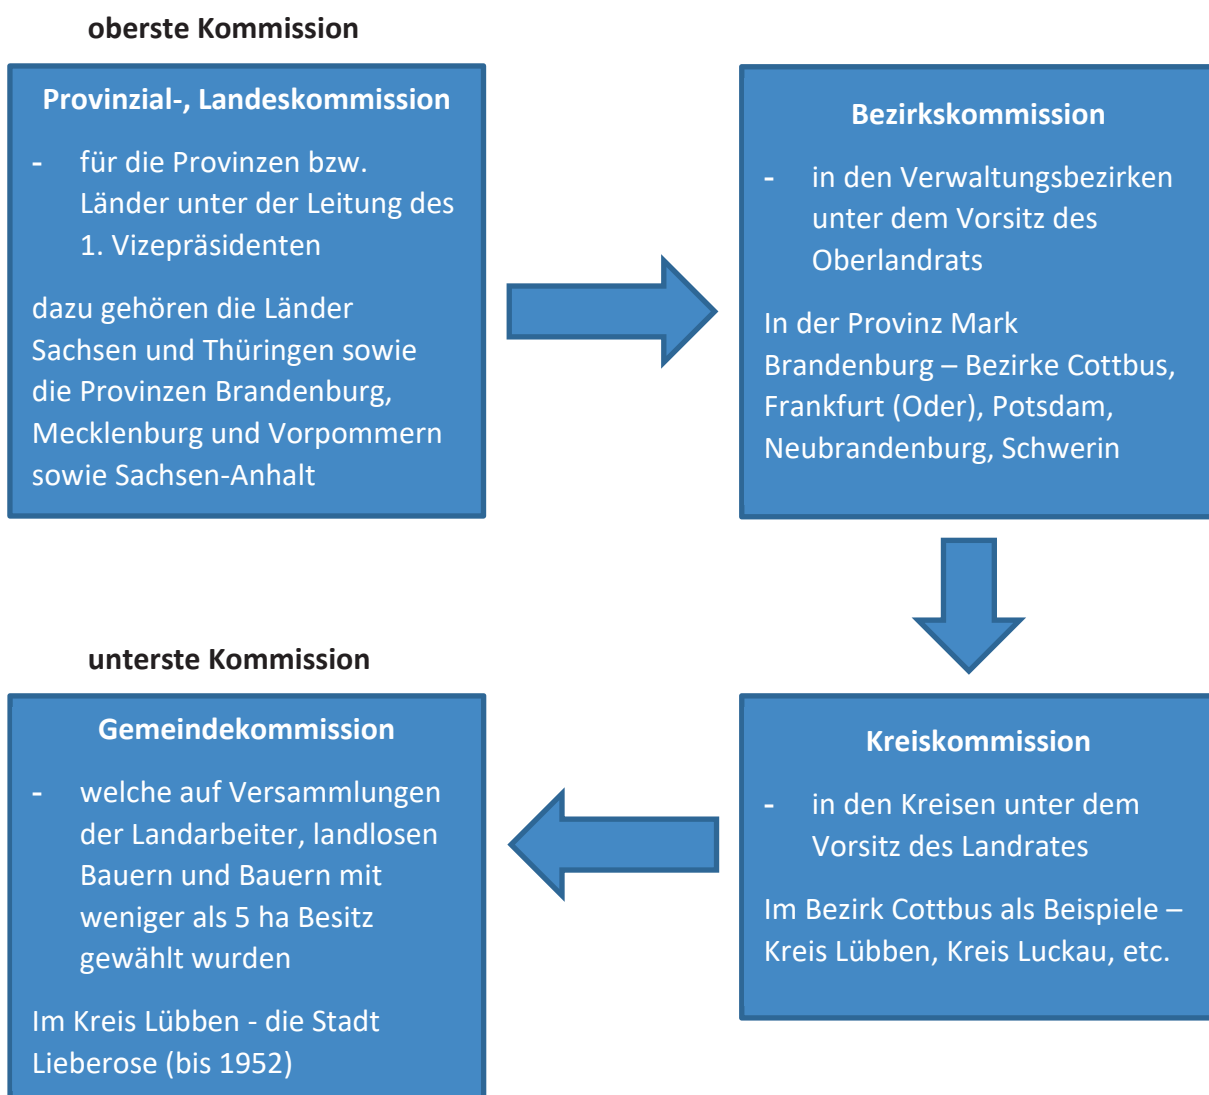 oberste Kommission
Provinzial-, Landeskommission
- für die Provinzen bzw.
Länder unter der Leitung des
1. Vizepräsidenten
dazu gehören die Länder
Sachsen und Thüringen sowie
die Provinzen Brandenburg,
Mecklenburg und Vorpommern
sowie Sachsen-Anhalt
Bezirkskommission
- in den Verwaltungsbezirken
unter dem Vorsitz des
Oberlandrats
In der Provinz Mark
Brandenburg – Bezirke Cottbus,
Frankfurt (Oder), Potsdam,
Neubrandenburg, Schwerin
Kreiskommission
- in den Kreisen unter dem
Vorsitz des Landrates
Im Bezirk Cottbus als Beispiele –
Kreis Lübben, Kreis Luckau, etc.
unterste Kommission
Gemeindekommission
- welche auf Versammlungen
der Landarbeiter, landlosen
Bauern und Bauern mit
weniger als 5 ha Besitz
gewählt wurden
Im Kreis Lübben - die Stadt
Lieberose (bis 1952)